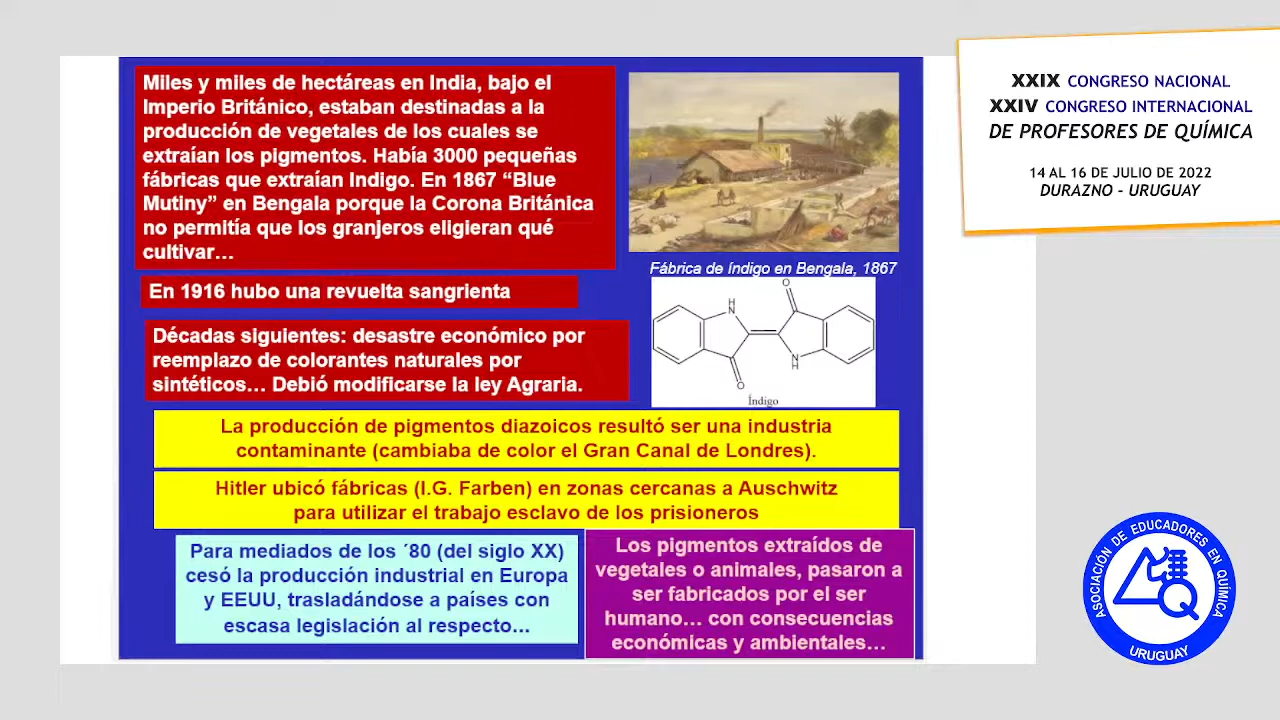 Miles y miles de hectáreas en India, bajo el
Imperio Británico, estaban destinadas a la
producción de vegetales de los cuales se
extraían los pigmentos. Había 3000 pequeñas
fábricas que extraían Indigo. En 1867 “Blue
Mutiny” en Bengala porque la Corona Británica
no permitía que los granjeros eligieran qué
cultivar…
En 1916 hubo una revuelta sangrienta
Décadas siguientes: desastre económico por
reemplazo de colorantes naturales por
sintéticos… Debió modificarse la ley Agraria.
Fábrica de índigo en Bengala, 1867
O
H
N
N
H
O
Índigo
La producción de pigmentos diazoicos resultó ser una industria
contaminante (cambiaba de color el Gran Canal de Londres).
Hitler ubicó fábricas (I.G. Farben) en zonas cercanas a Auschwitz
para utilizar el trabajo esclavo de los prisioneros
Para mediados de los ´80 (del siglo XX)
cesó la producción industrial en Europa
y EEUU, trasladándose a países con
escasa legislación al respecto...
Los pigmentos extraídos de
vegetales o animales, pasaron a
ser fabricados por el ser
humano… con consecuencias
económicas y ambientales…
XXIX CONGRESO NACIONAL
XXIV CONGRESO INTERNACIONAL
DE PROFESORES DE QUÍMICA
14 AL 16 DE JULIO DE 2022
DURAZNO - URUGUAY
ASOCIACIÓN DE EDUCADORES EN QUÍMICA
URUGUAY